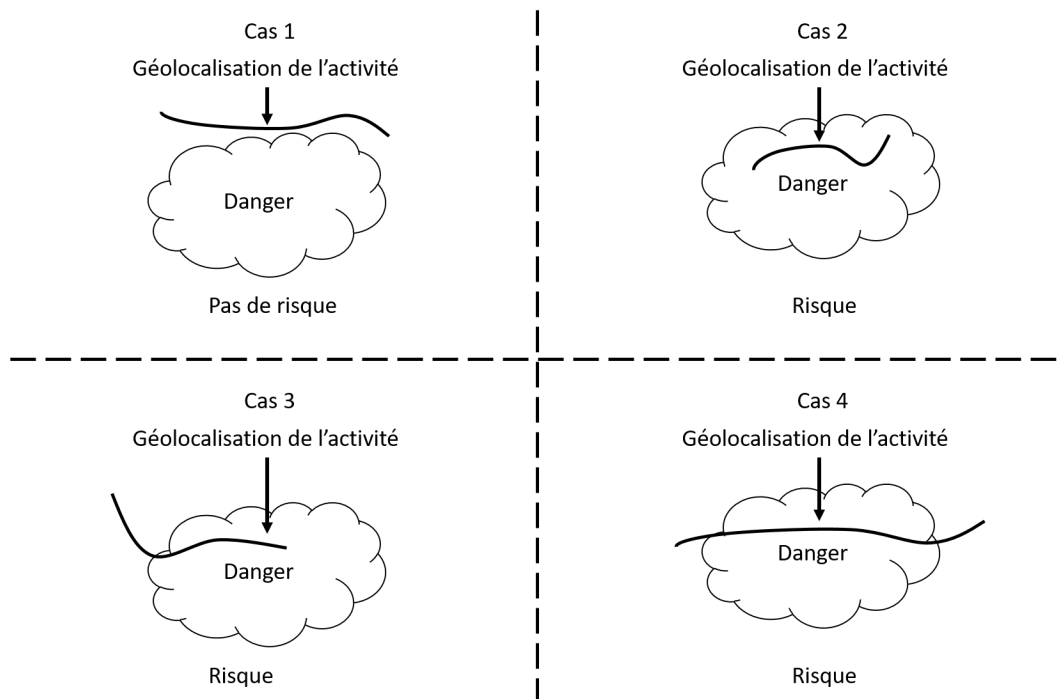 Cas 1
Géolocalisation de l’activité
Danger
Pas de risque
Cas 2
Géolocalisation de l’activité
Danger
Risque
Cas 3
Géolocalisation de l’activité
Danger
Risque
Cas 4
Géolocalisation de l’activité
Danger
Risque